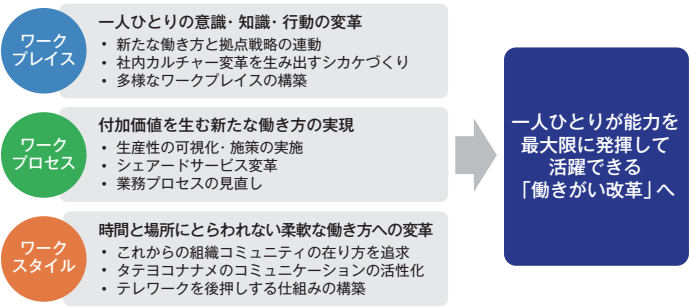 ワーク
プレイス
一人ひとりの意識・知識・行動の変革
• 新たな働き方と拠点戦略の連動
• 社内カルチャー変革を生み出すシカケづくり
• 多様なワークプレイスの構築
ワーク
プロセス
付加価値を生む新たな働き方の実現
• 生産性の可視化・施策の実施
• シェアードサービス変革
• 業務プロセスの見直し
ワーク
スタイル
時間と場所にとらわれない柔軟な働き方への変革
• これからの組織コミュニティの在り方を追求
• タテヨコナナメのコミュニケーションの活性化
• テレワークを後押しする仕組みの構築
一人ひとりが能力を
最大限に発揮して
活躍できる
「働きがい改革」へ